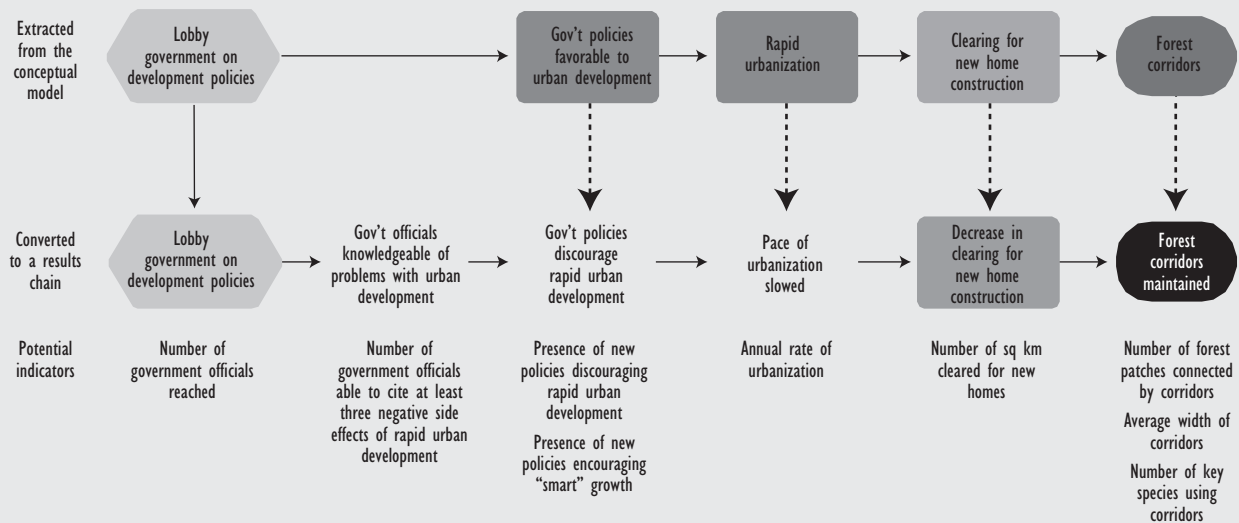 Extracted
from the
conceptual
model
Lobby
government on
development policies
Gov't policies
favorable to
urban development
Rapid
urbanization
Clearing for
new home
construction
Forest
corridors
Converted
to a results
chain
Lobby
government on
development policies
Gov't officials
knowledgeable of
problems with urban
development
Gov't policies
discourage
rapid urban
development
Pace of
urbanization
slowed
Decrease in
clearing for
new home
construction
Forest
corridors
maintained
Potential
indicators
Number of
government officials
reached
Number of
government officials
able to cite at least
three negative side
effects of rapid urban
development
Presence of new
policies discouraging
rapid urban
development
Presence of new
policies encouraging
“smart” growth
Annual rate of
urbanization
Number of sq km
cleared for new
homes
Number of forest
patches connected
by corridors
Average width of
corridors
Number of key
species using
corridors